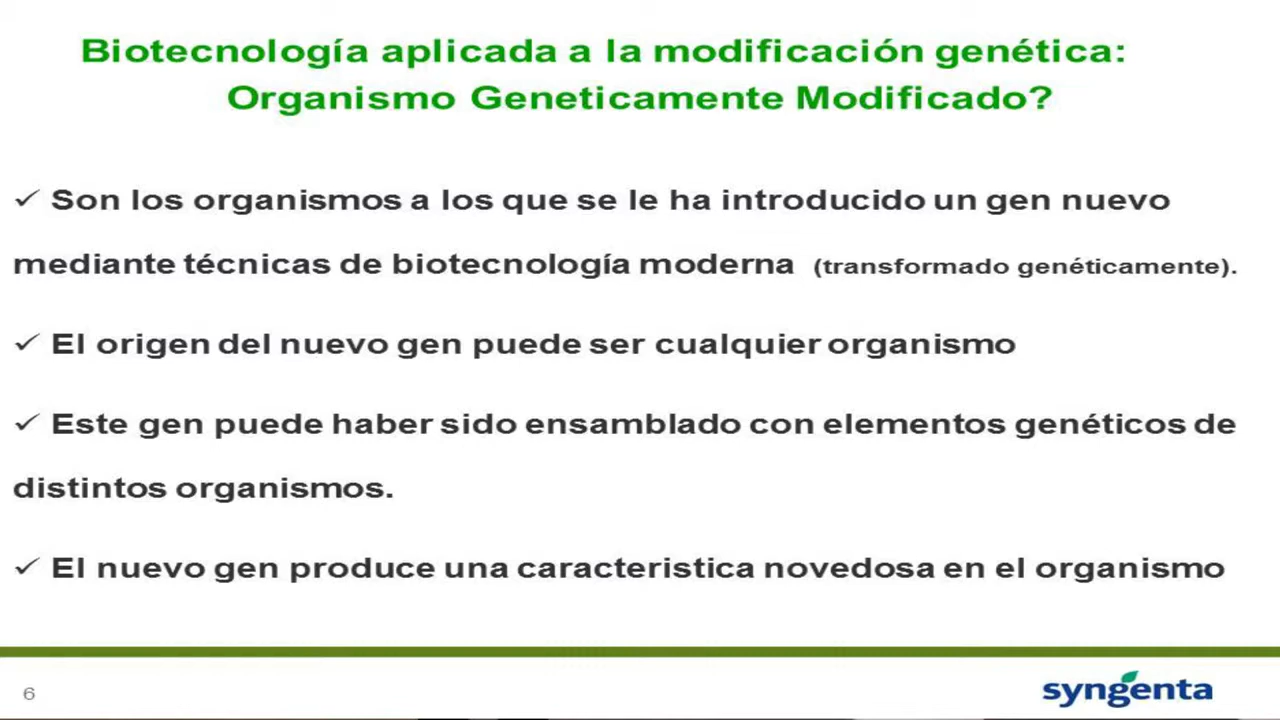 Biotecnología aplicada a la modificación genética:
Organismo Geneticamente Modificado?
✓ Son los organismos a los que se le ha introducido un gen nuevo
mediante técnicas de biotecnología moderna (transformado genéticamente).
✓ El origen del nuevo gen puede ser cualquier organismo
✓ Este gen puede haber sido ensamblado con elementos genéticos de
distintos organismos.
✓ El nuevo gen produce una caracteristica novedosa en el organismo
6
syngenta